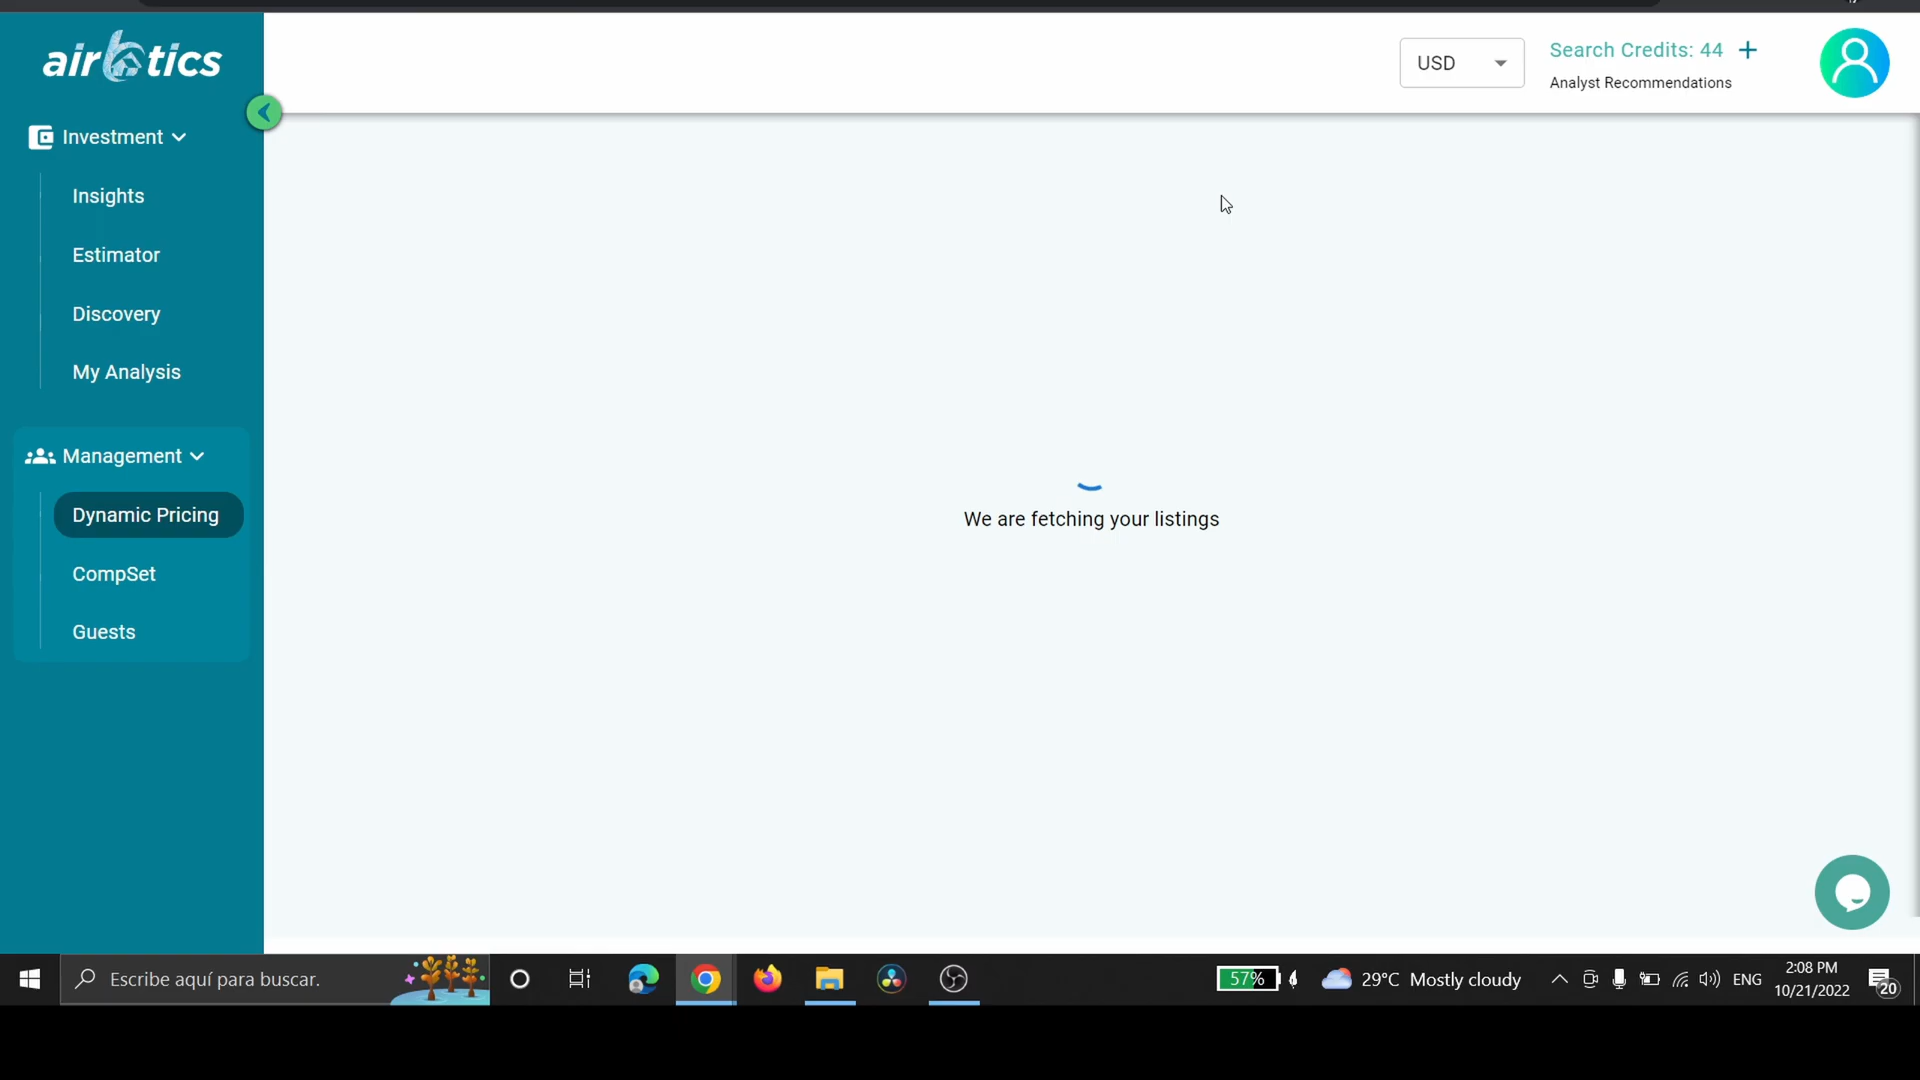 airbtics
USD
Search Credits: 44 +
Analyst Recommendations
Investment
Insights
Estimator
Discovery
My Analysis
Management
Dynamic Pricing
CompSet
Guests
We are fetching your listings
Escribe aquí para buscar.
57%
29°C Mostly cloudy
ENG
2:08 PM
10/21/2022
20